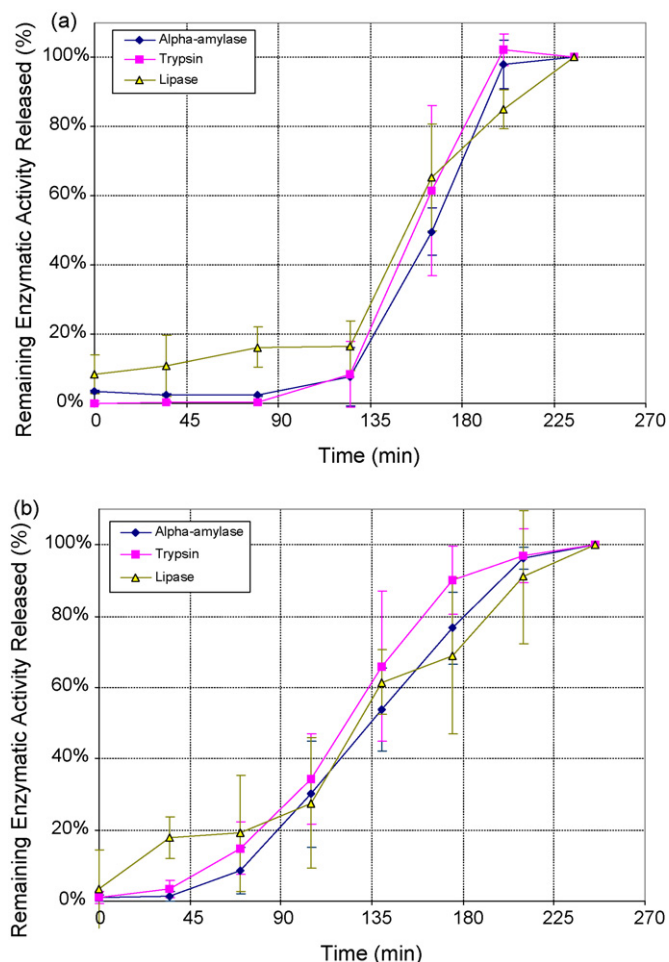 (a)
Remaining Enzymatic Activity Released (%)
Alpha-amylase
Trypsin
Lipase
100%
80%
60%
40%
20%
0%
0 45 90 135 180 225 270
Time (min)
(b)
Remaining Enzymatic Activity Released (%)
Alpha-amylase
Trypsin
Lipase
100%
80%
60%
40%
20%
0%
0 45 90 135 180 225 270
Time (min)